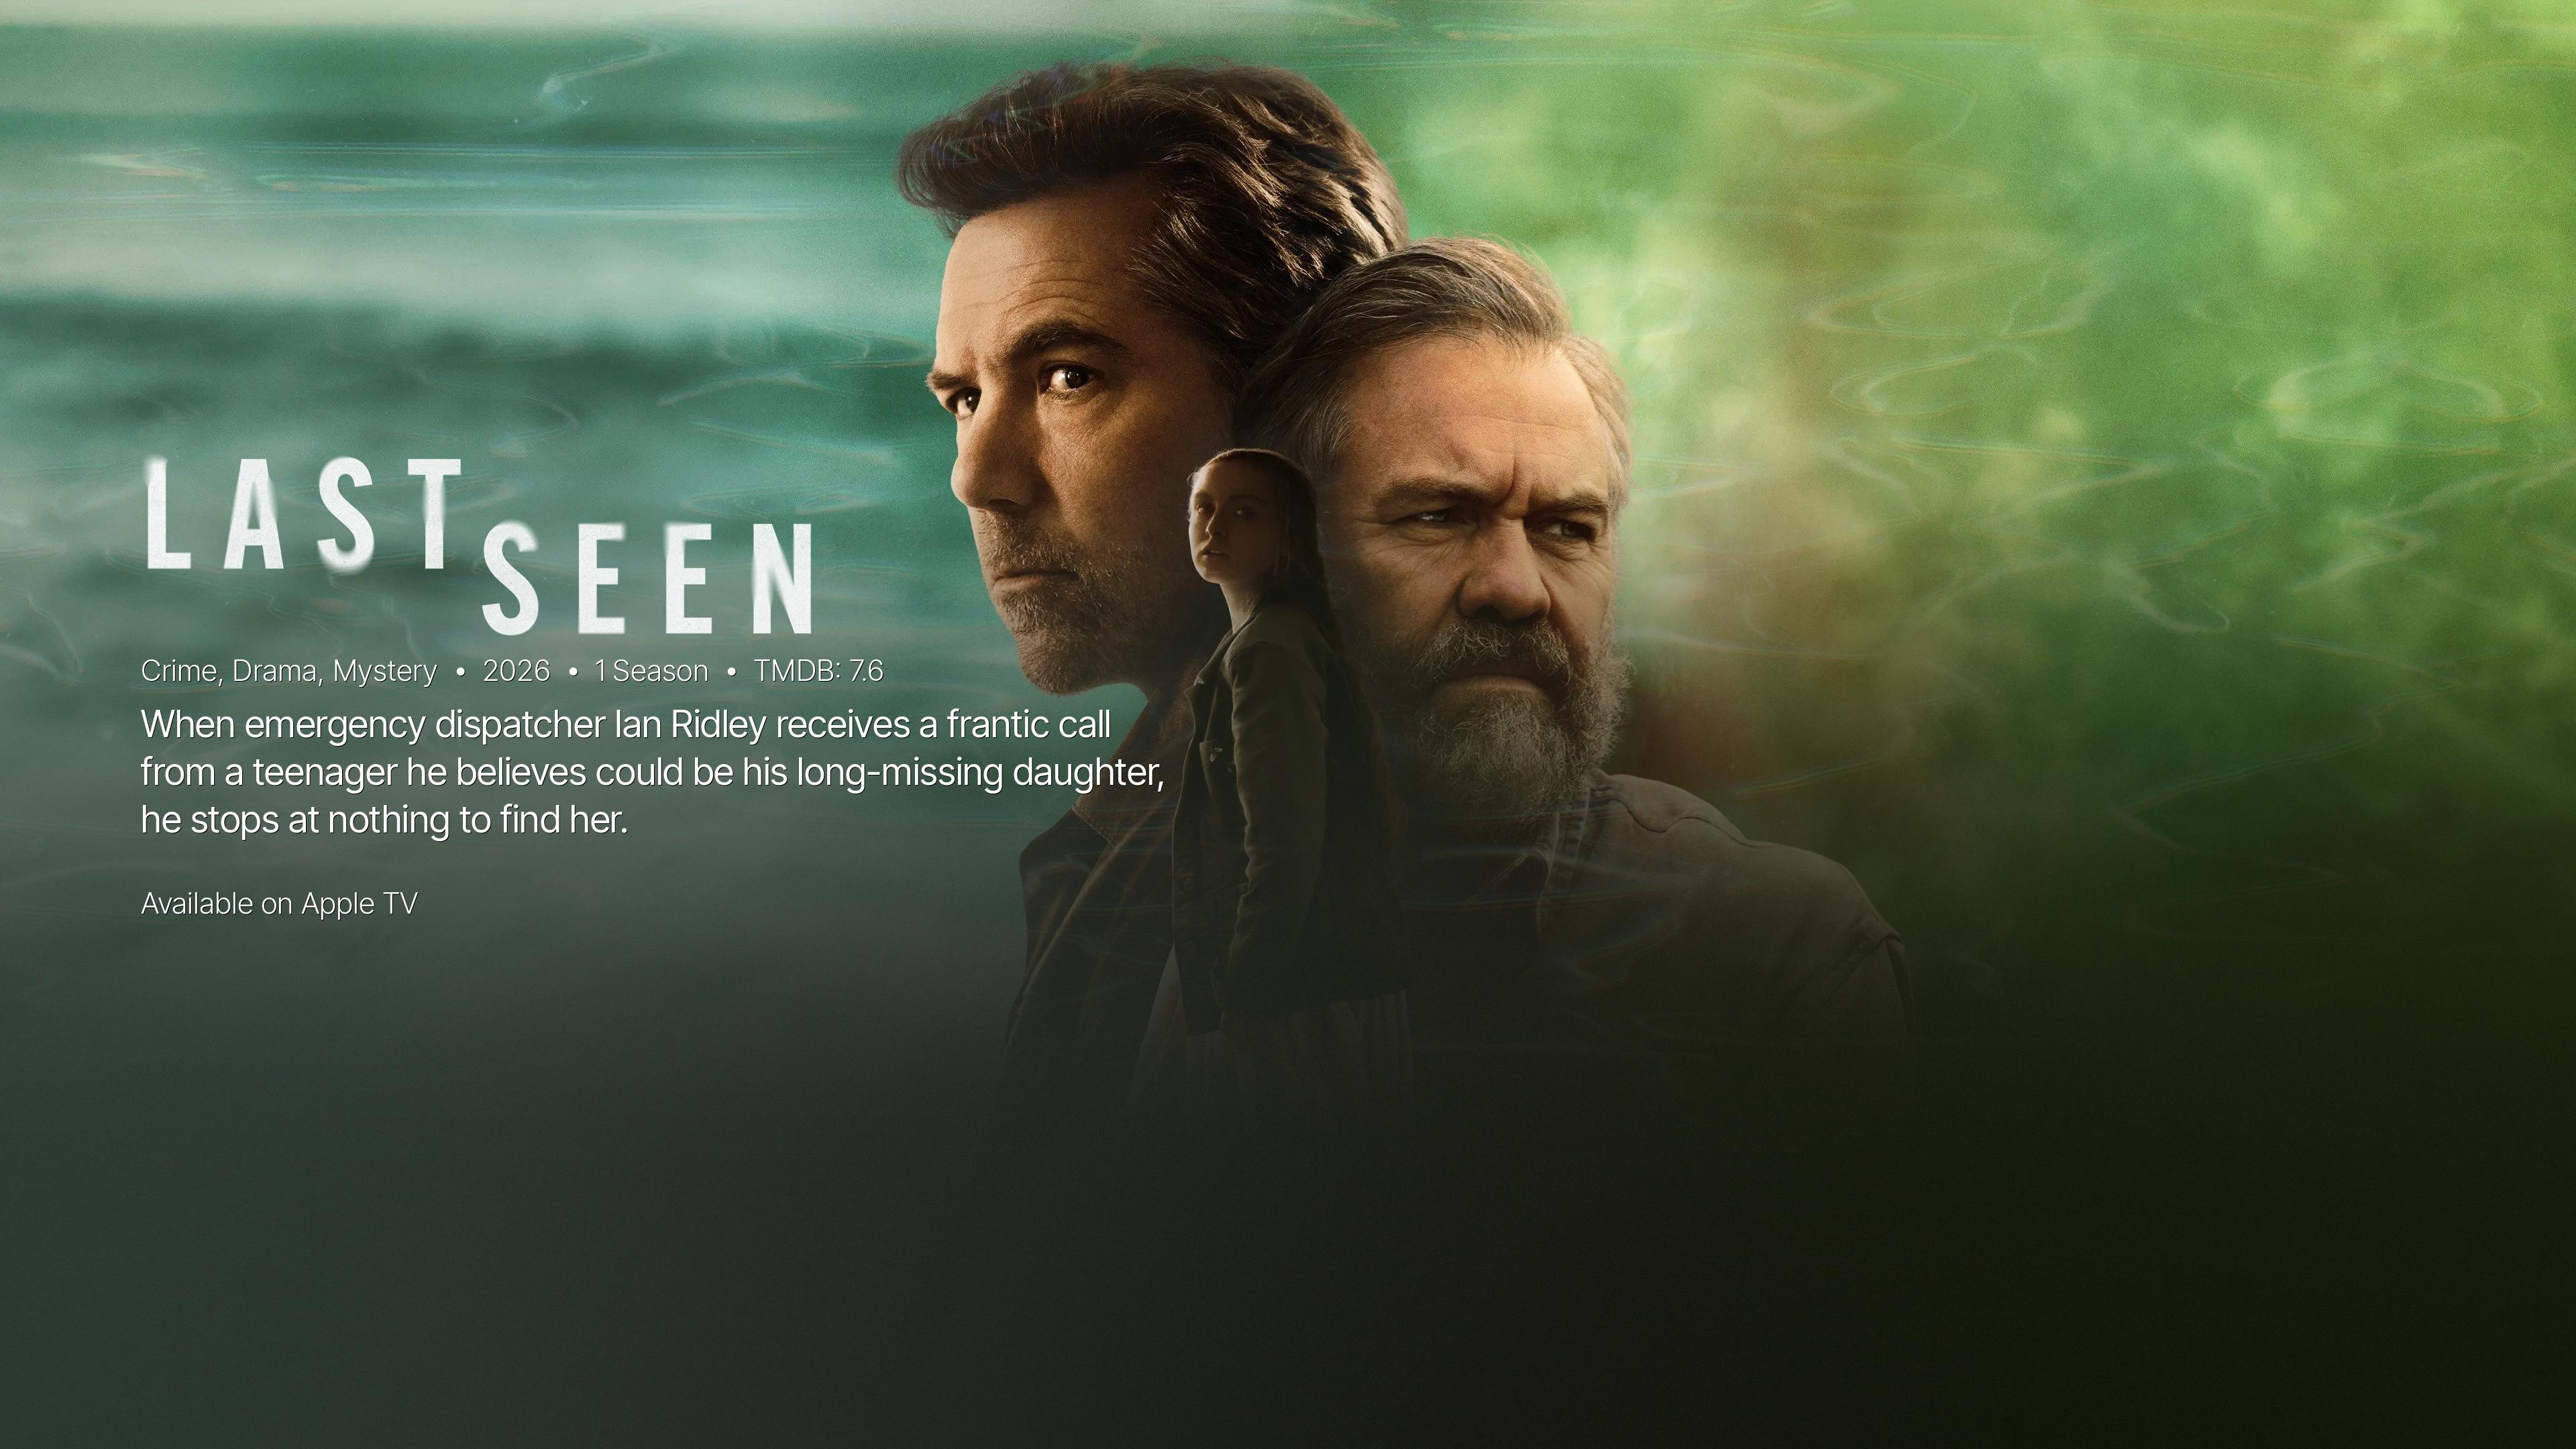 LAST
SEEN
Crime, Drama, Mystery • 2026 • 1 Season • TMDB: 7.6
When emergency dispatcher Ian Ridley receives a frantic call
from a teenager he believes could be his long-missing daughter,
he stops at nothing to find her.
Available on Apple TV